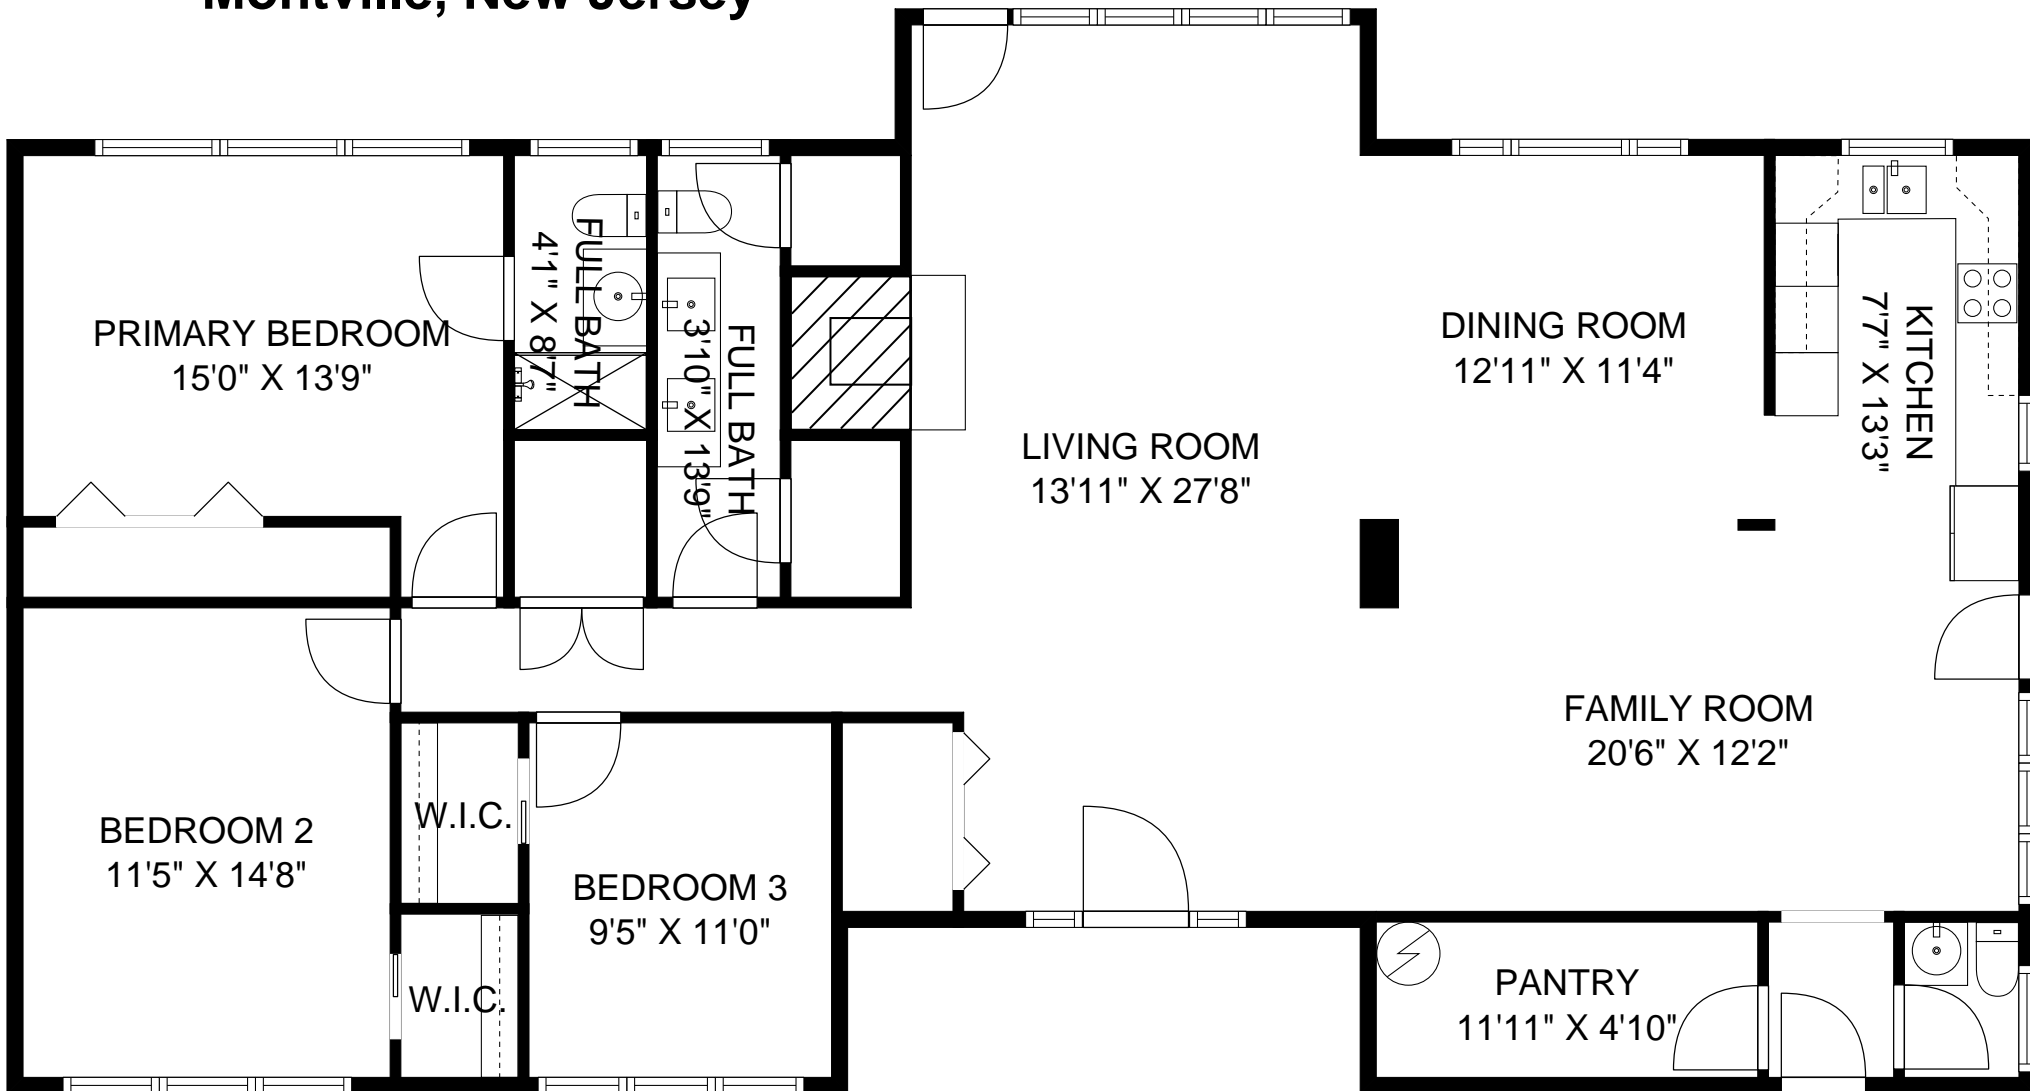 Montville, New Jersey
PRIMARY BEDROOM
15'0" X 13'9"
FULL BATH
4'1" X 8'7"
FULL BATH
3'10" X 13'9"
LIVING ROOM
13'11" X 27'8"
DINING ROOM
12'11" X 11'4"
KITCHEN
7'7" X 13'3"
FAMILY ROOM
20'6" X 12'2"
BEDROOM 2
11'5" X 14'8"
W.I.C.
W.I.C.
BEDROOM 3
9'5" X 11'0"
PANTRY
11'11" X 4'10"